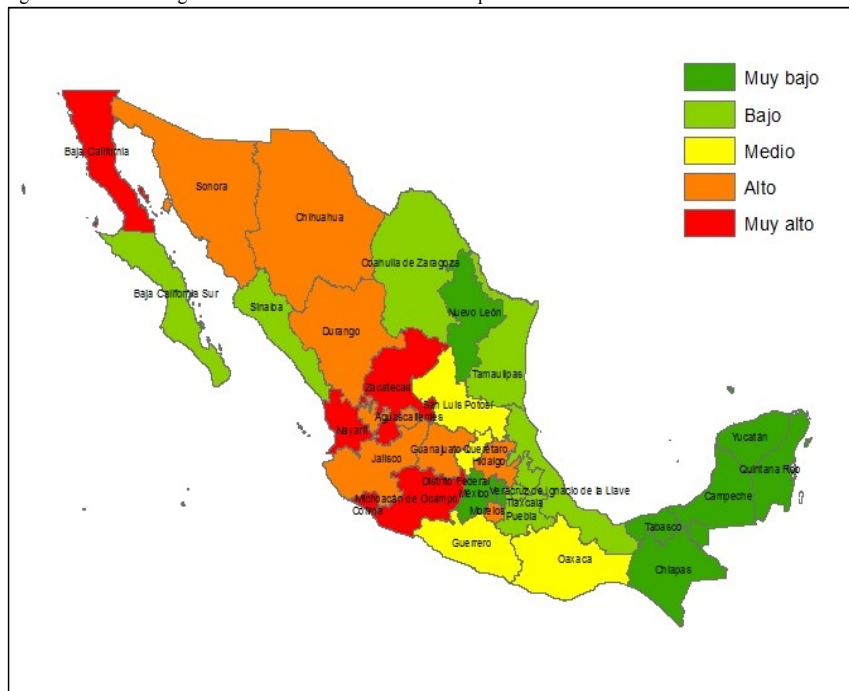 Muy bajo
Bajo
Medio
Alto
Muy alto
Baja California
Sonora
Chihuahua
Coahuila de Zaragoza
Baja California Sur
Sinaloa
Nuevo León
Durango
Tamaulipas
Zacatecas
San Luis Potosí
Aguascalientes
Nayarit
Guanajuato
Querétaro
Jalisco
Hidalgo
Yucatán
Quintana Roo
Distrito Federal
México
Veracruz de Ignacio de la Llave
Michoacán de Ocampo
Colima
Tlaxcala
Morelos
Puebla
Campeche
Tabasco
Guerrero
Oaxaca
Chiapas